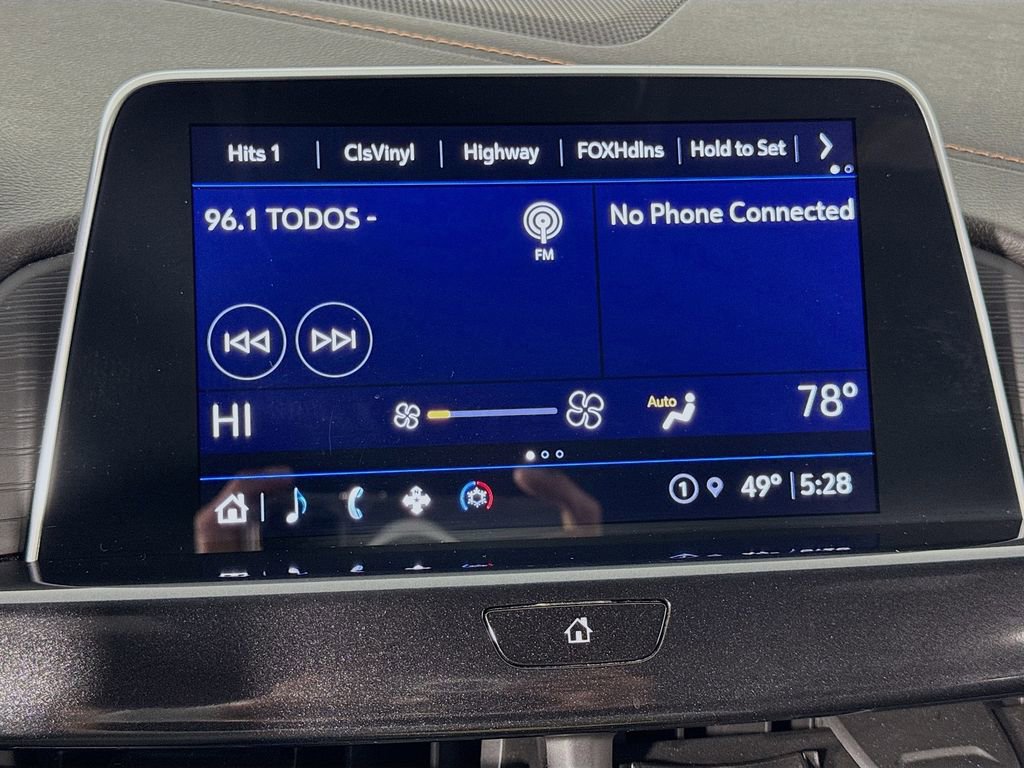 Hits 1 ClsVinyl Highway FOXHdlns Hold to Set
96.1 TODOS -
FM
No Phone Connected
HI Auto 78°
1 49° 5:28